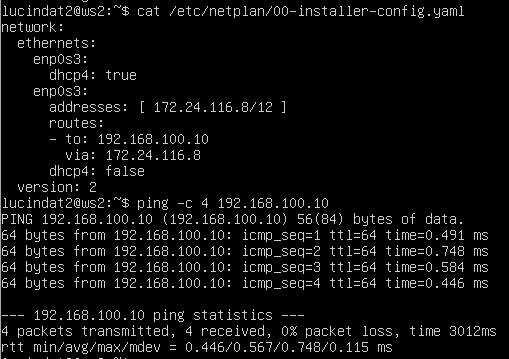 lucindat2@ws2:~$ cat /etc/netplan/00-installer-config.yaml
network:
  ethernets:
    enp0s3:
      dhcp4: true
    enp0s3:
      addresses: [ 172.24.116.8/12 ]
      routes:
      - to: 192.168.100.10
        via: 172.24.116.8
      dhcp4: false
  version: 2
lucindat2@ws2:~$ ping -c 4 192.168.100.10
PING 192.168.100.10 (192.168.100.10) 56(84) bytes of data.
64 bytes from 192.168.100.10: icmp_seq=1 ttl=64 time=0.491 ms
64 bytes from 192.168.100.10: icmp_seq=2 ttl=64 time=0.748 ms
64 bytes from 192.168.100.10: icmp_seq=3 ttl=64 time=0.584 ms
64 bytes from 192.168.100.10: icmp_seq=4 ttl=64 time=0.446 ms

--- 192.168.100.10 ping statistics ---
4 packets transmitted, 4 received, 0% packet loss, time 3012ms
rtt min/avg/max/mdev = 0.446/0.567/0.748/0.115 ms